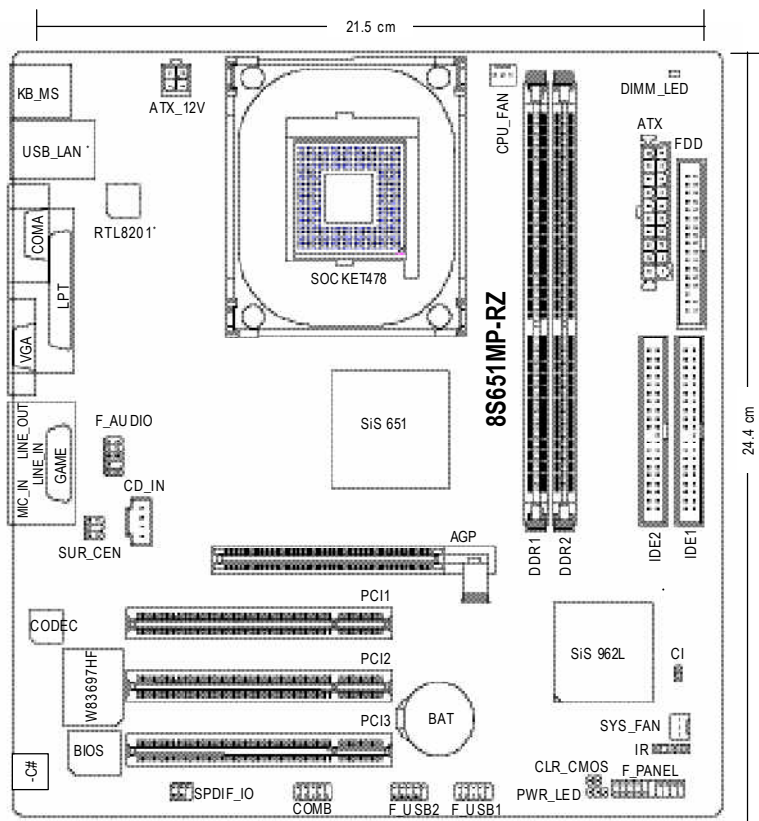 21.5 cm
KB_MS
ATX_12V
CPU_FAN
DIMM_LED
ATX
FDD
USB_LAN*
RTL8201*
COMA
LPT
VGA
SOCKET478
8S651MP-RZ
SiS 651
24.4 cm
F_AUDIO
LINE_OUT
LINE_IN
MIC_IN
GAME
CD_IN
SUR_CEN
AGP
DDR1
DDR2
IDE2
IDE1
PCI1
CODEC
PCI2
W83697HF
SiS 962L
CI
PCI3
BAT
SYS_FAN
BIOS
IR
-C#
CLR_CMOS
F_PANEL
SPDIF_IO
COMB
F_USB2
F_USB1
PWR_LED